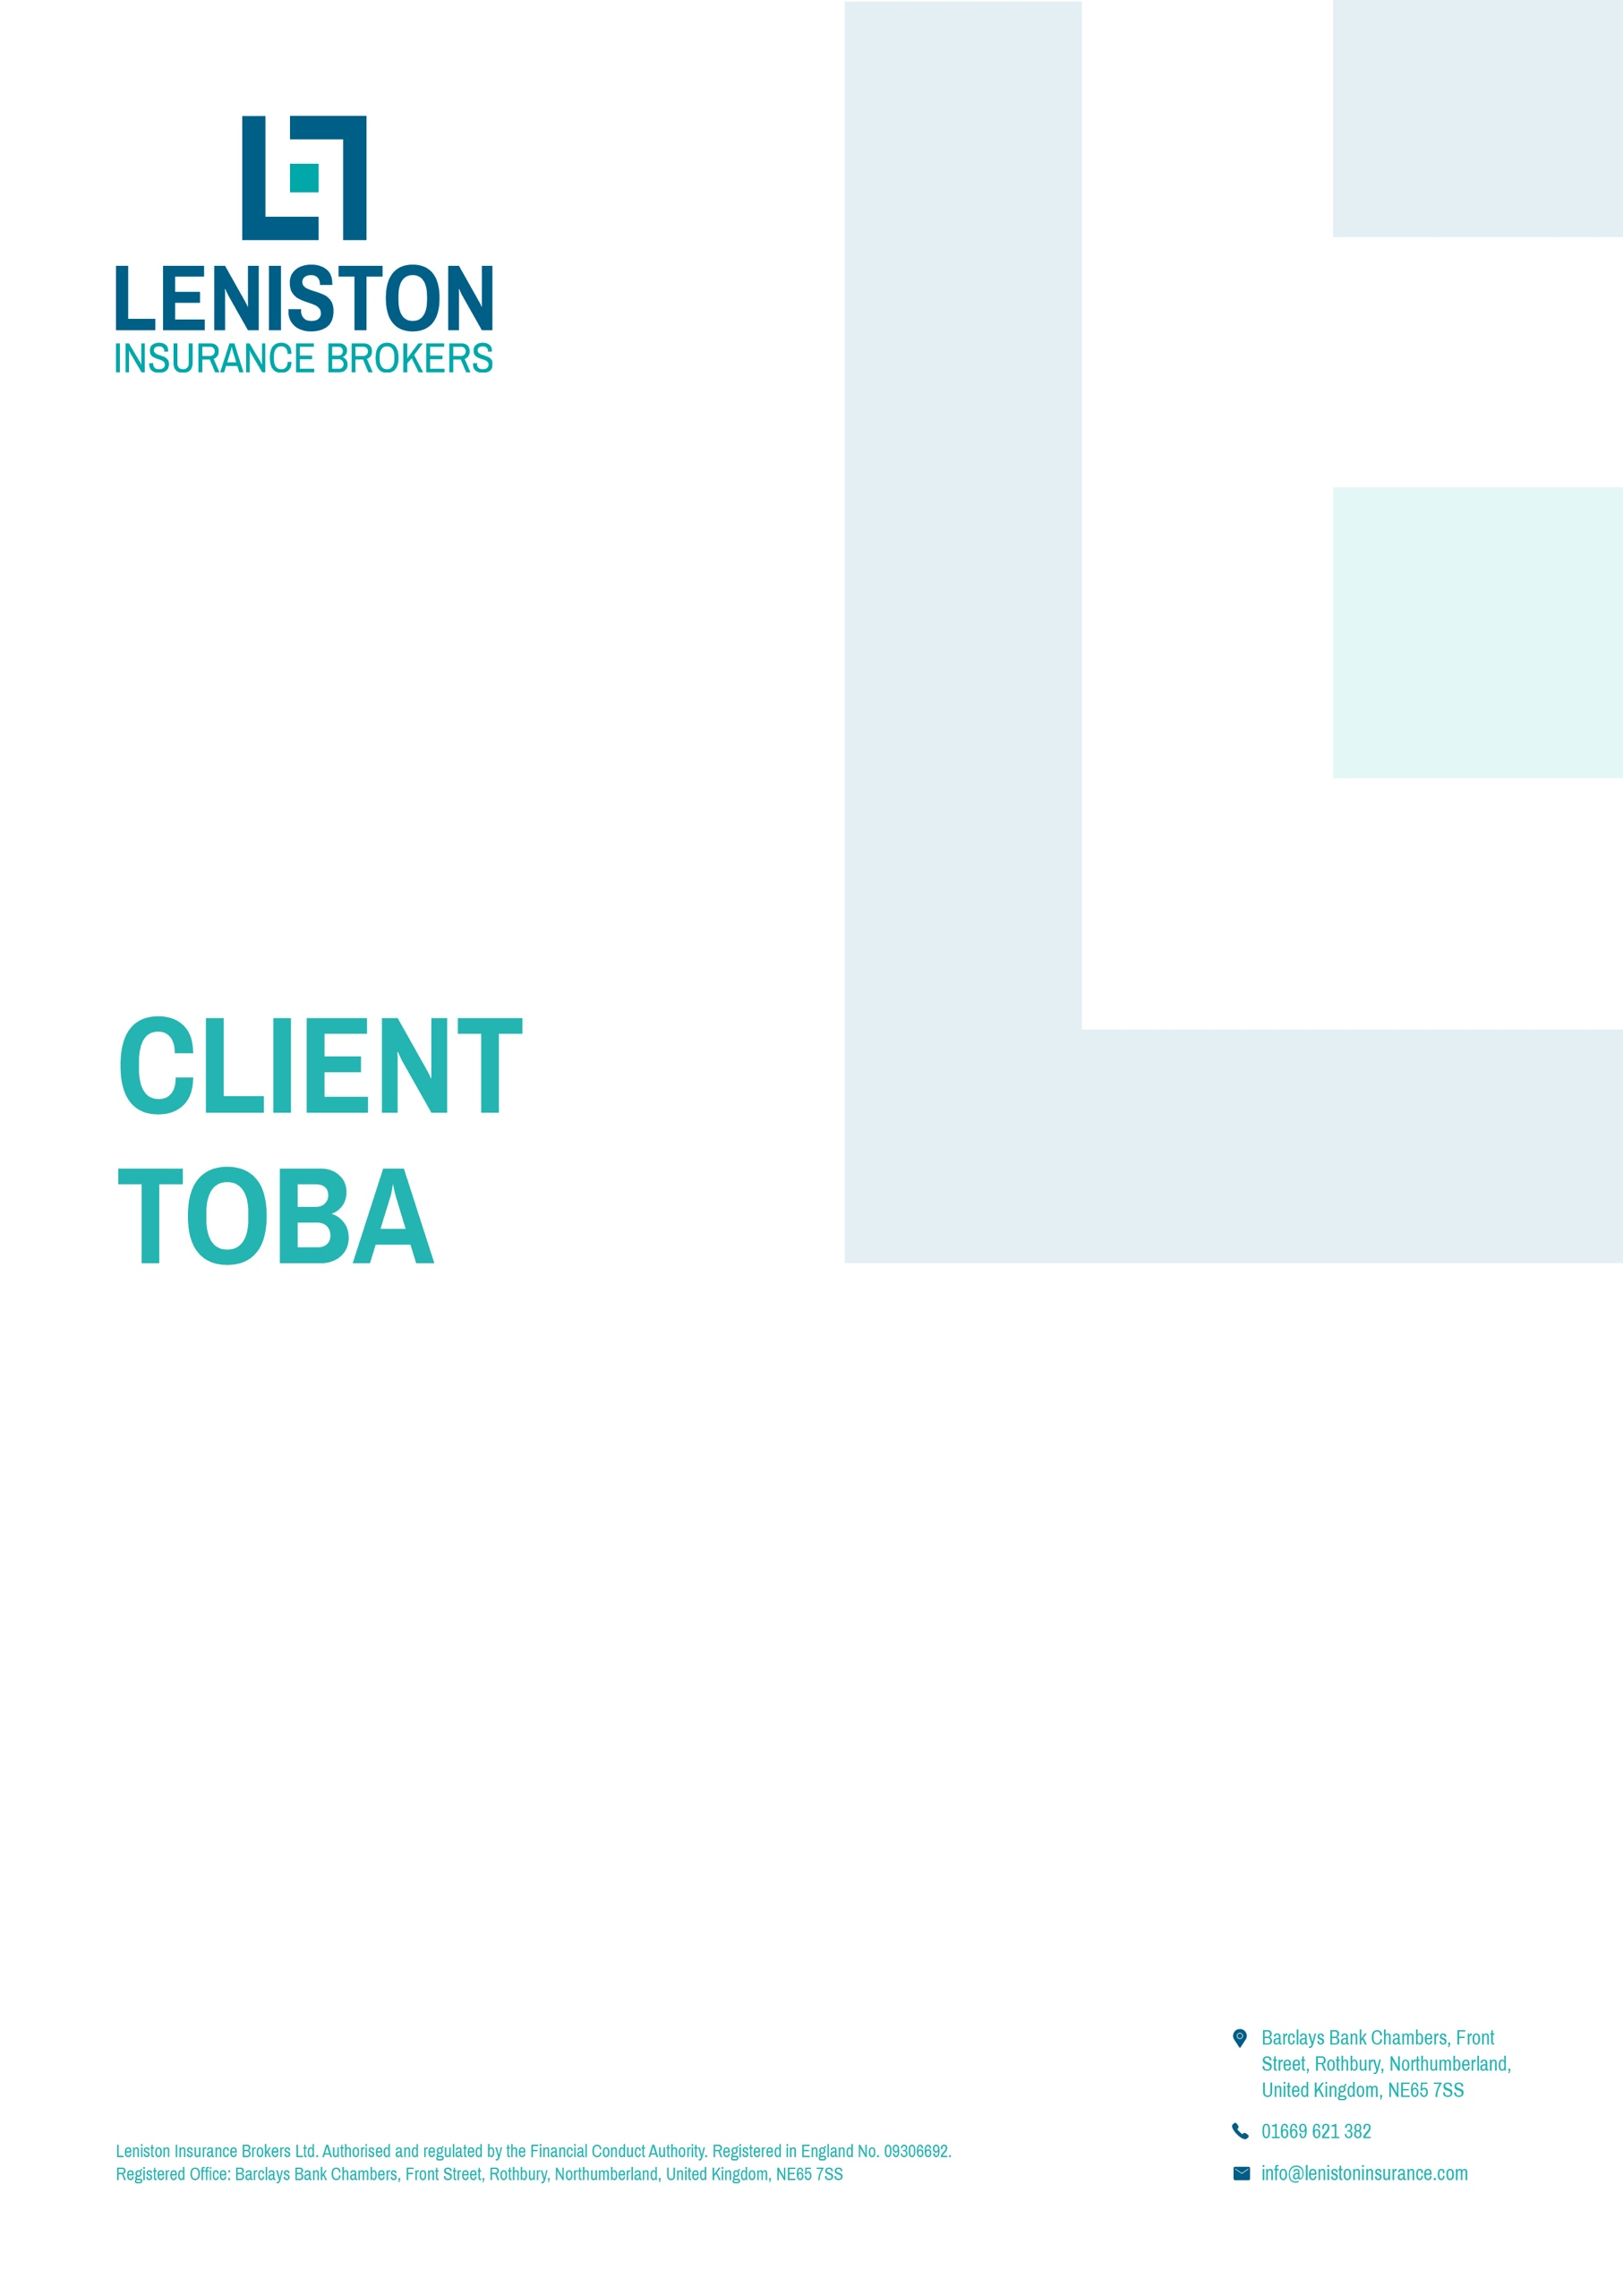 LENISTON
INSURANCE BROKERS
CLIENT
TOBA
Barclays Bank Chambers, Front
Street, Rothbury, Northumberland,
United Kingdom, NE65 7SS
01669 621 382
info@lenistoninsurance.com
Leniston Insurance Brokers Ltd. Authorised and regulated by the Financial Conduct Authority. Registered in England No. 09306692.
Registered Office: Barclays Bank Chambers, Front Street, Rothbury, Northumberland, United Kingdom, NE65 7SS